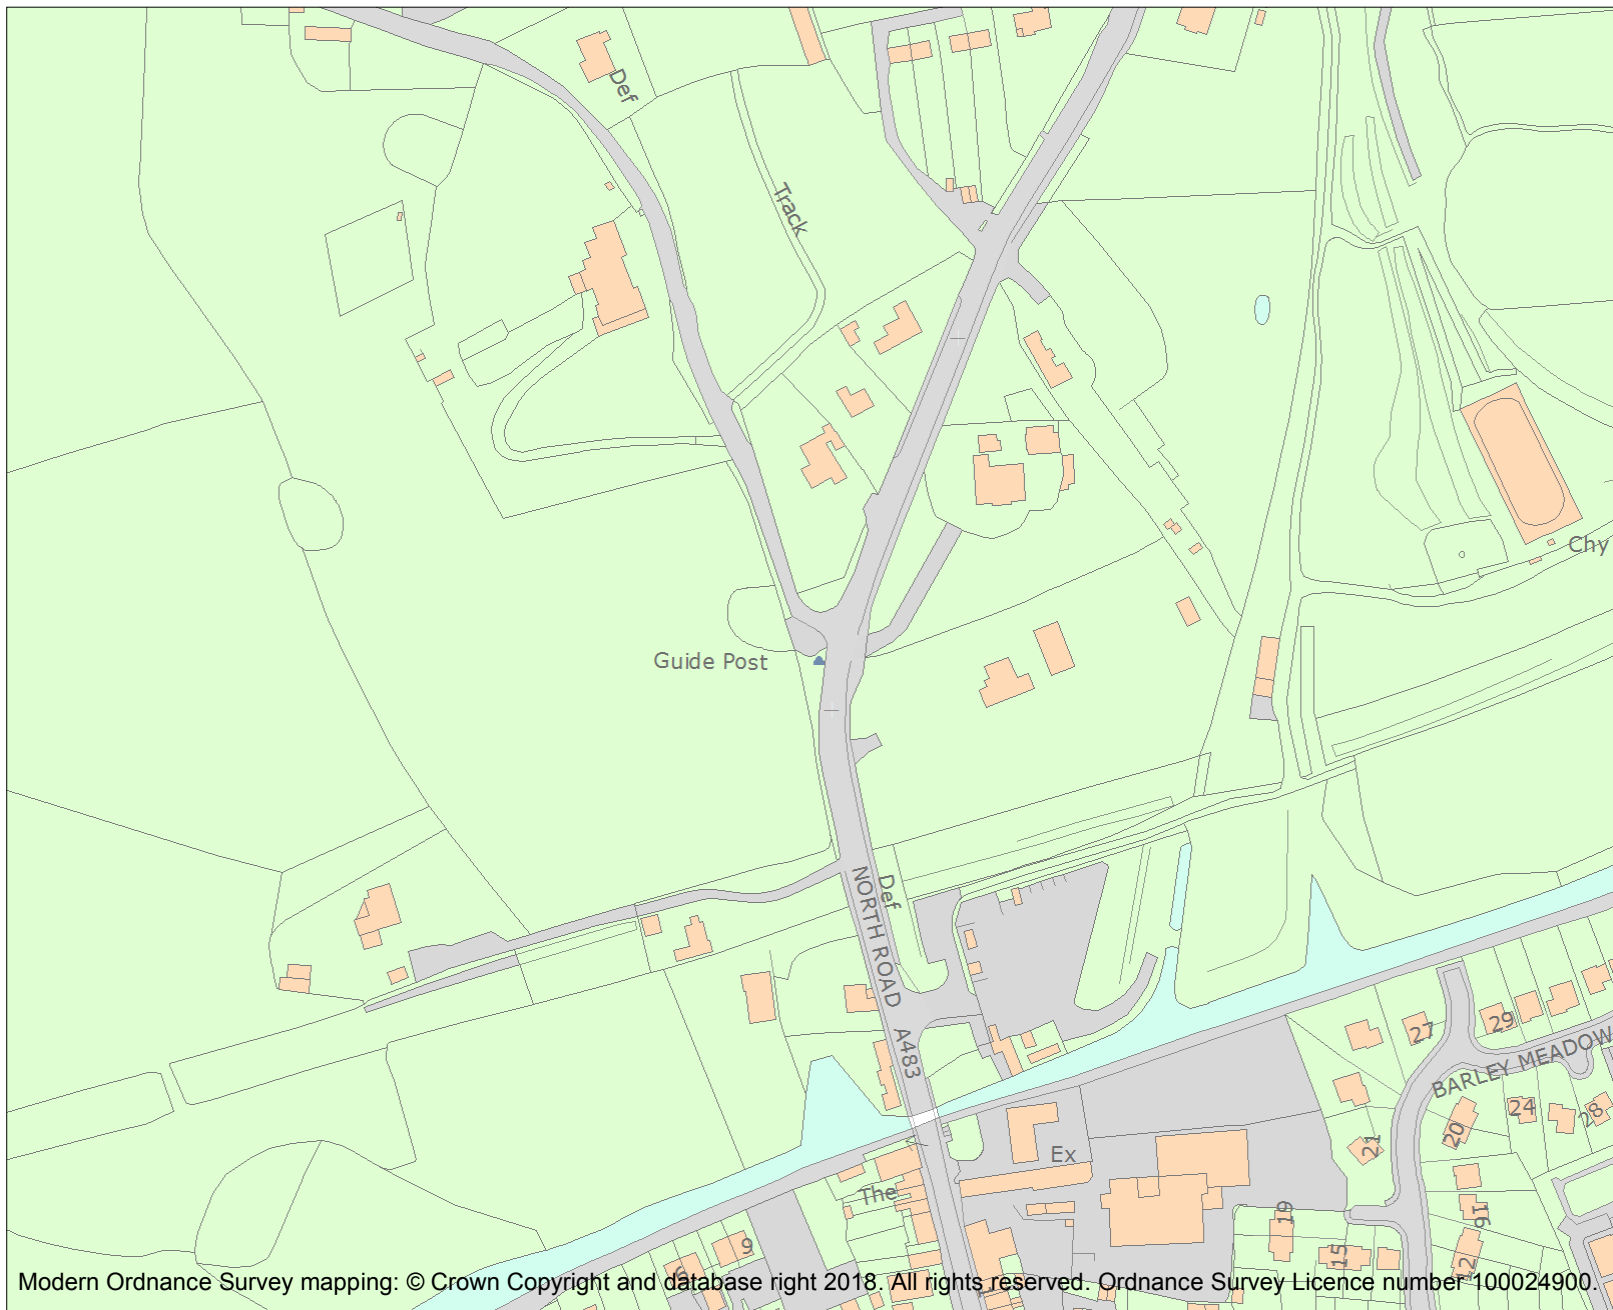 Def
Track
Chy
Guide Post
Def
NORTH ROAD A483
27
29
BARLEY MEADOW
24
28
20
21
Ex
The
19
16
15
12
9
Modern Ordnance Survey mapping: © Crown Copyright and database right 2018. All rights reserved. Ordnance Survey Licence number 100024900.